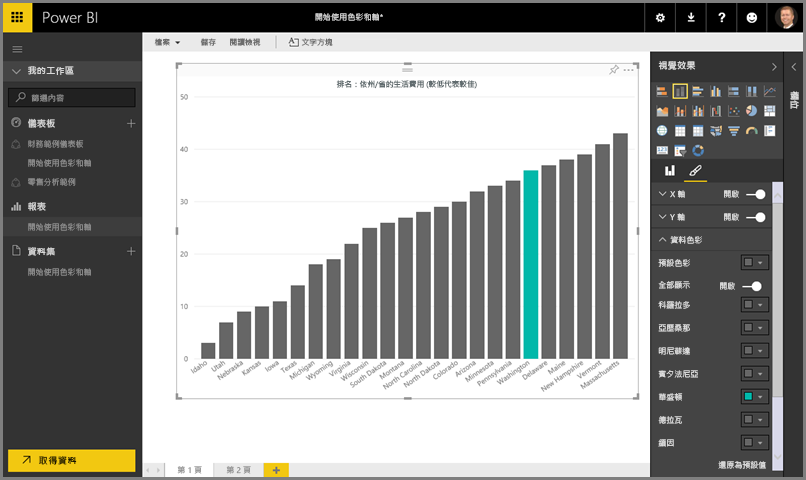 Power BI
開始使用色彩和軸*
檔案
儲存
閱讀檢視
文字方塊
我的工作區
篩選內容
儀表板
財務範例儀表板
開始使用色彩和軸
零售分析範例
報表
開始使用色彩和軸
資料集
開始使用色彩和軸
取得資料
排名：依州/省的生活費用 (較低代表較佳)
50
40
30
20
10
0
Idaho
Utah
Nebraska
Kansas
Iowa
Texas
Michigan
Wyoming
Virginia
Wisconsin
South Dakota
Montana
North Carolina
North Dakota
Colorado
Arizona
Minnesota
Pennsylvania
Washington
Delaware
Maine
New Hampshire
Vermont
Massachusetts
第 1 頁
第 2 頁
視覺效果
X 軸 開啟
Y 軸 開啟
資料色彩
預設色彩
全部顯示 開啟
科羅拉多
亞歷桑那
明尼蘇達
賓夕法尼亞
華盛頓
德拉瓦
緬因
還原為預設值
欄位